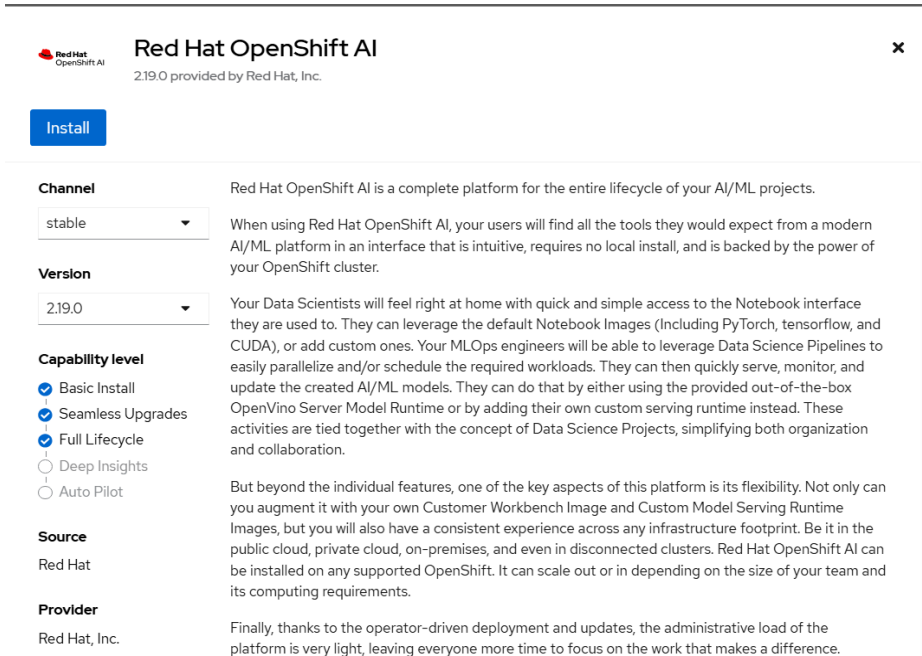 Red Hat
OpenShift AI
Red Hat OpenShift AI
2.19.0 provided by Red Hat, Inc.
Install
Channel
stable
Version
2.19.0
Capability level
Basic Install
Seamless Upgrades
Full Lifecycle
Deep Insights
Auto Pilot
Source
Red Hat
Provider
Red Hat, Inc.
Red Hat OpenShift AI is a complete platform for the entire lifecycle of your AI/ML projects.
When using Red Hat OpenShift AI, your users will find all the tools they would expect from a modern
AI/ML platform in an interface that is intuitive, requires no local install, and is backed by the power of
your OpenShift cluster.
Your Data Scientists will feel right at home with quick and simple access to the Notebook interface
they are used to. They can leverage the default Notebook Images (Including PyTorch, tensorflow, and
CUDA), or add custom ones. Your MLOps engineers will be able to leverage Data Science Pipelines to
easily parallelize and/or schedule the required workloads. They can then quickly serve, monitor, and
update the created AI/ML models. They can do that by either using the provided out-of-the-box
OpenVino Server Model Runtime or by adding their own custom serving runtime instead. These
activities are tied together with the concept of Data Science Projects, simplifying both organization
and collaboration.
But beyond the individual features, one of the key aspects of this platform is its flexibility. Not only can
you augment it with your own Customer Workbench Image and Custom Model Serving Runtime
Images, but you will also have a consistent experience across any infrastructure footprint. Be it in the
public cloud, private cloud, on-premises, and even in disconnected clusters. Red Hat OpenShift AI can
be installed on any supported OpenShift. It can scale out or in depending on the size of your team and
its computing requirements.
Finally, thanks to the operator-driven deployment and updates, the administrative load of the
platform is very light, leaving everyone more time to focus on the work that makes a difference.